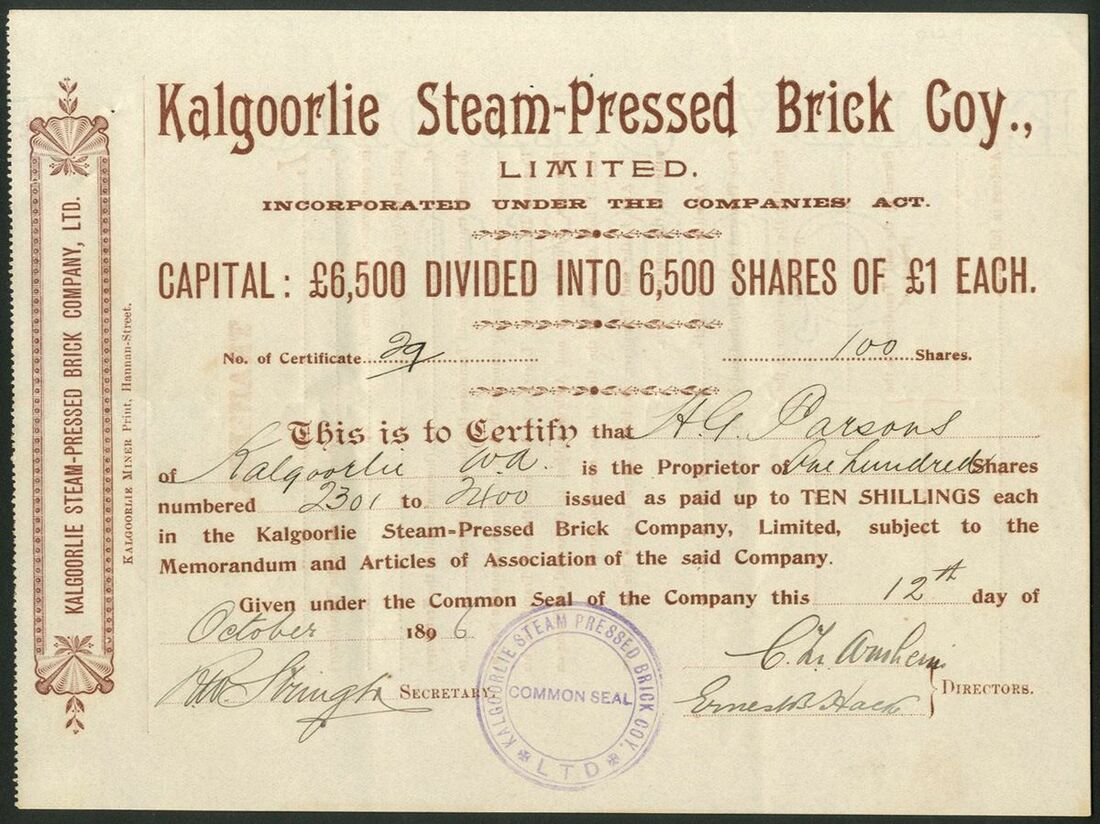 Kalgoorlie Steam-Pressed Brick Coy.,
LIMITED.
INCORPORATED UNDER THE COMPANIES' ACT.
CAPITAL: £6,500 DIVIDED INTO 6,500 SHARES OF £1 EACH.
No. of Certificate 29 100 Shares.
This is to Certify that H.G. Parsons
of Kalgoorlie W.A. is the Proprietor of One hundred Shares
numbered 2301 to 2400 issued as paid up to TEN SHILLINGS each
in the Kalgoorlie Steam-Pressed Brick Company, Limited, subject to the
Memorandum and Articles of Association of the said Company.
Given under the Common Seal of the Company this 12th day of
October 1896
SECRETARY.
Ernest B Hack DIRECTORS.
KALGOORLIE STEAM PRESSED BRICK COY.
COMMON SEAL
LTD
KALGOORLIE STEAM-PRESSED BRICK COMPANY, LTD.
KALGOORLIE MINER Print, Hannan-Street.